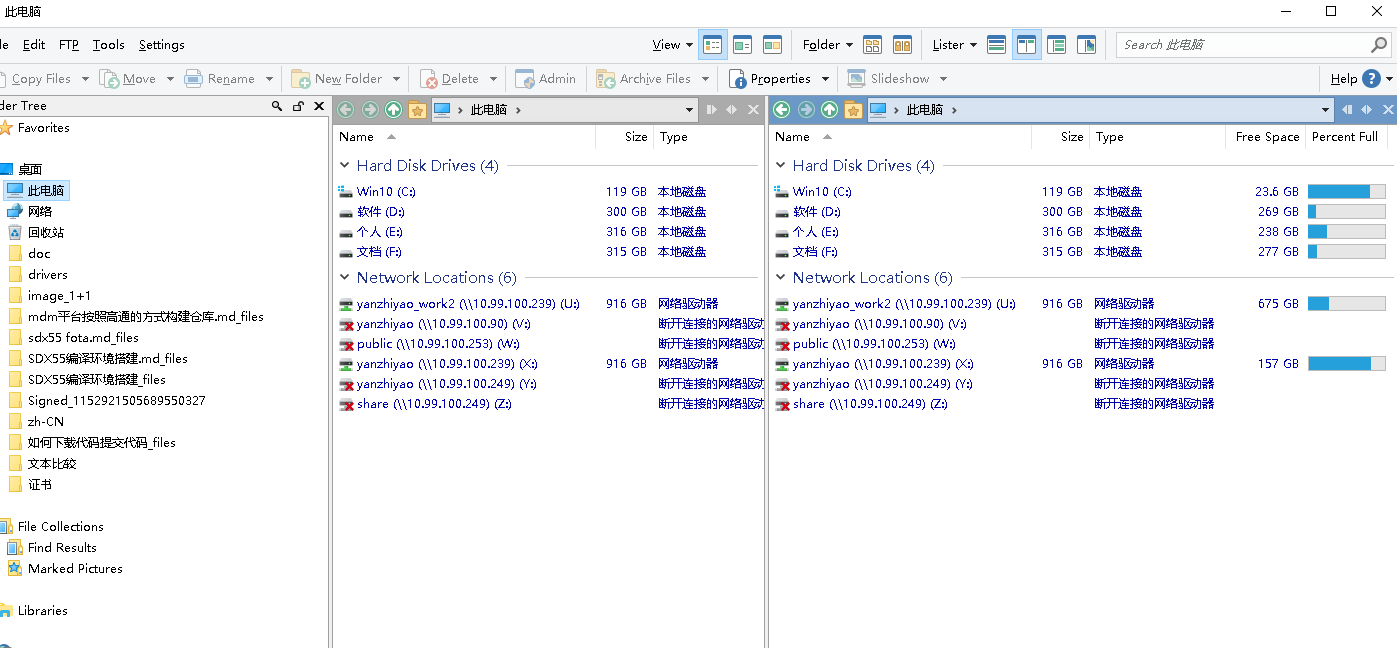 此电脑
le Edit FTP Tools Settings View Folder Lister Search 此电脑
Copy Files Move Rename New Folder Delete Admin Archive Files Properties Slideshow Help
der Tree
Favorites
桌面
此电脑
网络
回收站
doc
drivers
image_1+1
mdm平台按照高通的方式构建仓库.md_files
sdx55 fota.md_files
SDX55编译环境搭建.md_files
SDX55编译环境搭建_files
Signed_1152921505689550327
zh-CN
如何下载代码提交代码_files
文本比较
证书
File Collections
Find Results
Marked Pictures
Libraries
此电脑
Name Size Type
Hard Disk Drives (4)
Win10 (C:) 119 GB 本地磁盘
软件 (D:) 300 GB 本地磁盘
个人 (E:) 316 GB 本地磁盘
文档 (F:) 315 GB 本地磁盘
Network Locations (6)
yanzhiyao_work2 (\\10.99.100.239) (U:) 916 GB 网络驱动器
yanzhiyao (\\10.99.100.90) (V:) 断开连接的网络驱动
public (\\10.99.100.253) (W:) 断开连接的网络驱动
yanzhiyao (\\10.99.100.239) (X:) 916 GB 网络驱动器
yanzhiyao (\\10.99.100.249) (Y:) 断开连接的网络驱动
share (\\10.99.100.249) (Z:) 断开连接的网络驱动
此电脑
Name Size Type Free Space Percent Full
Hard Disk Drives (4)
Win10 (C:) 119 GB 本地磁盘 23.6 GB
软件 (D:) 300 GB 本地磁盘 269 GB
个人 (E:) 316 GB 本地磁盘 238 GB
文档 (F:) 315 GB 本地磁盘 277 GB
Network Locations (6)
yanzhiyao_work2 (\\10.99.100.239) (U:) 916 GB 网络驱动器 675 GB
yanzhiyao (\\10.99.100.90) (V:) 断开连接的网络驱动器
public (\\10.99.100.253) (W:) 断开连接的网络驱动器
yanzhiyao (\\10.99.100.239) (X:) 916 GB 网络驱动器 157 GB
yanzhiyao (\\10.99.100.249) (Y:) 断开连接的网络驱动器
share (\\10.99.100.249) (Z:) 断开连接的网络驱动器